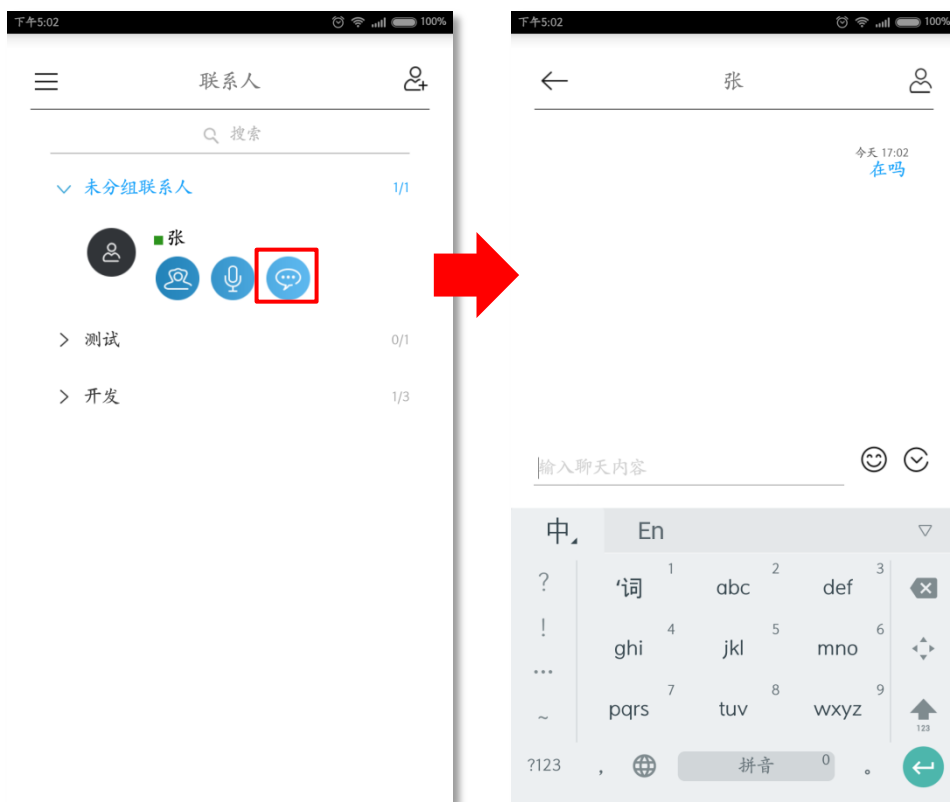 下午5:02
100%
联系人
搜索
未分组联系人
1/1
张
测试
0/1
开发
1/3
下午5:02
100%
张
今天 17:02
在吗
输入聊天内容
中
En
?
'词
1
abc
2
def
3
!
ghi
4
jkl
5
mno
6
...
pqrs
7
tuv
8
wxyz
9
~
123
?123
,
拼音
0
。